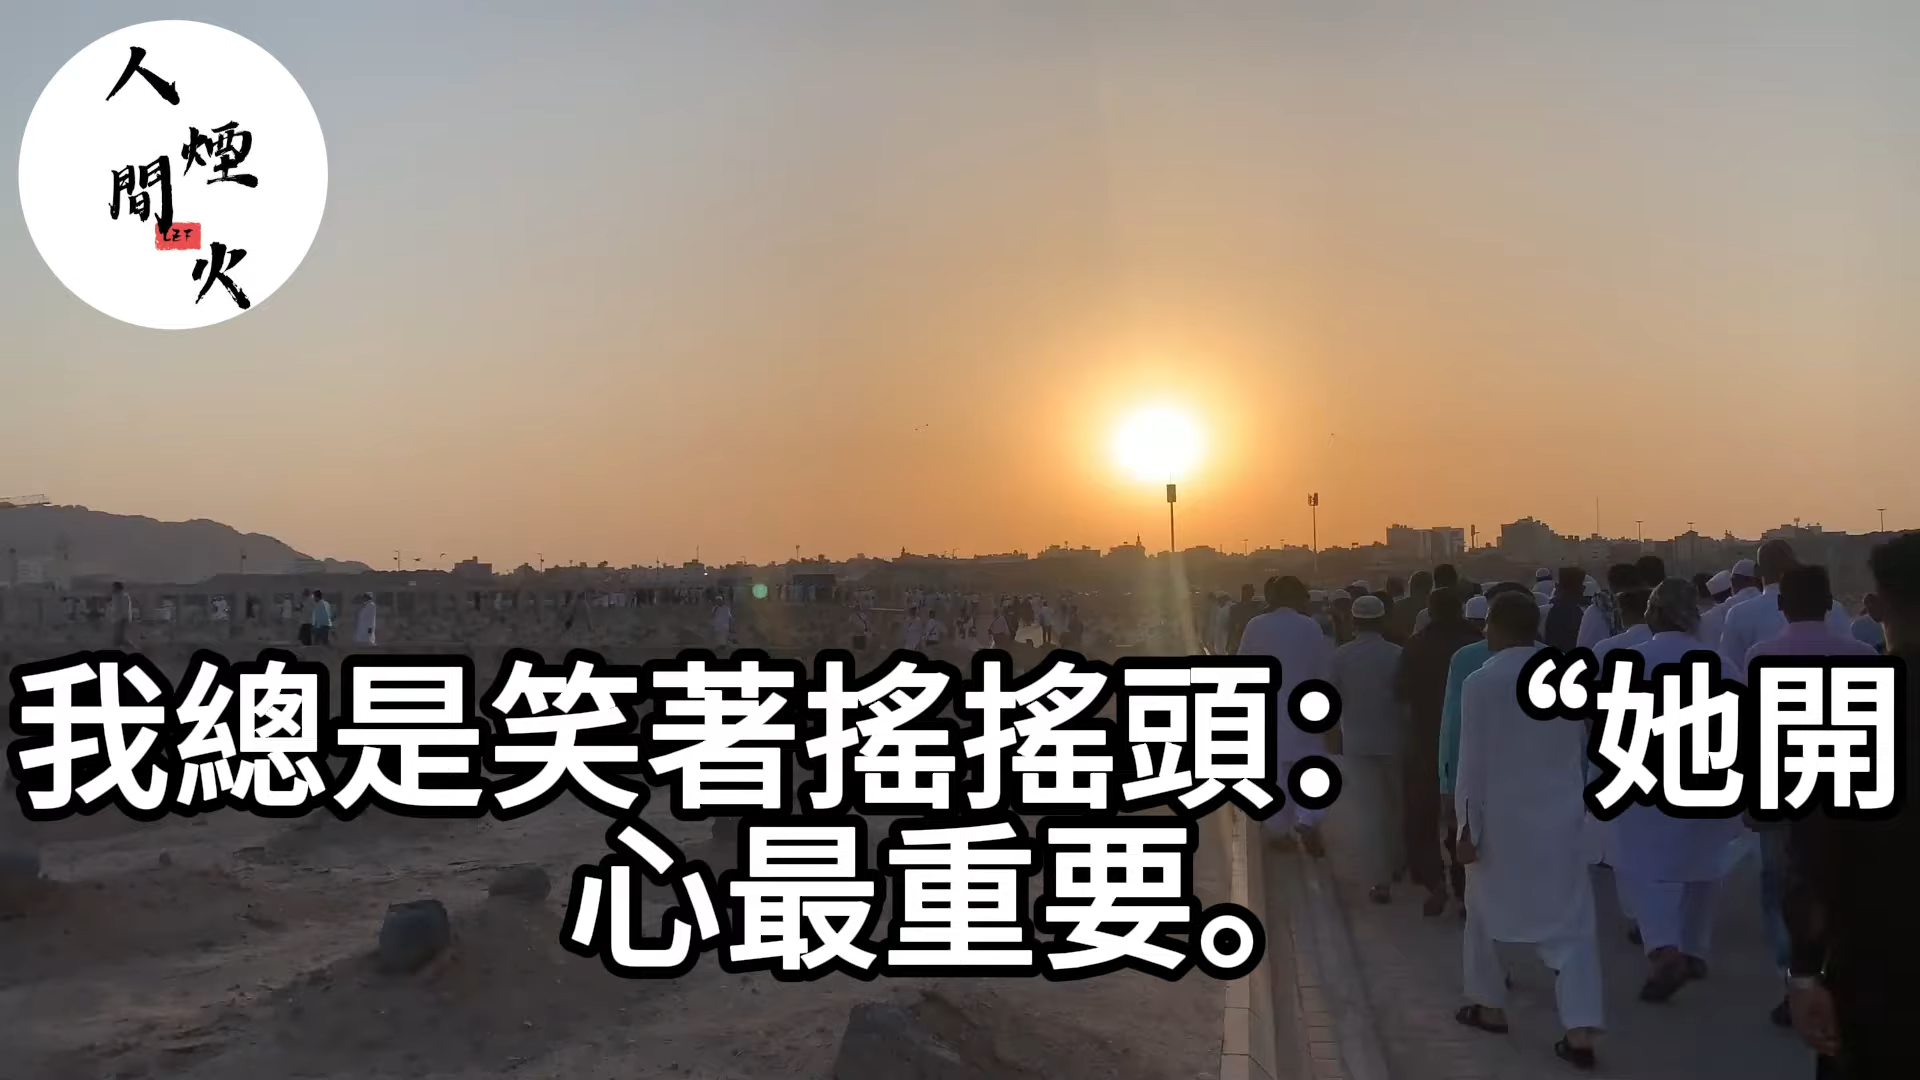 人
煙
間
LZF
火
我總是笑著搖搖頭：“她開
心最重要。